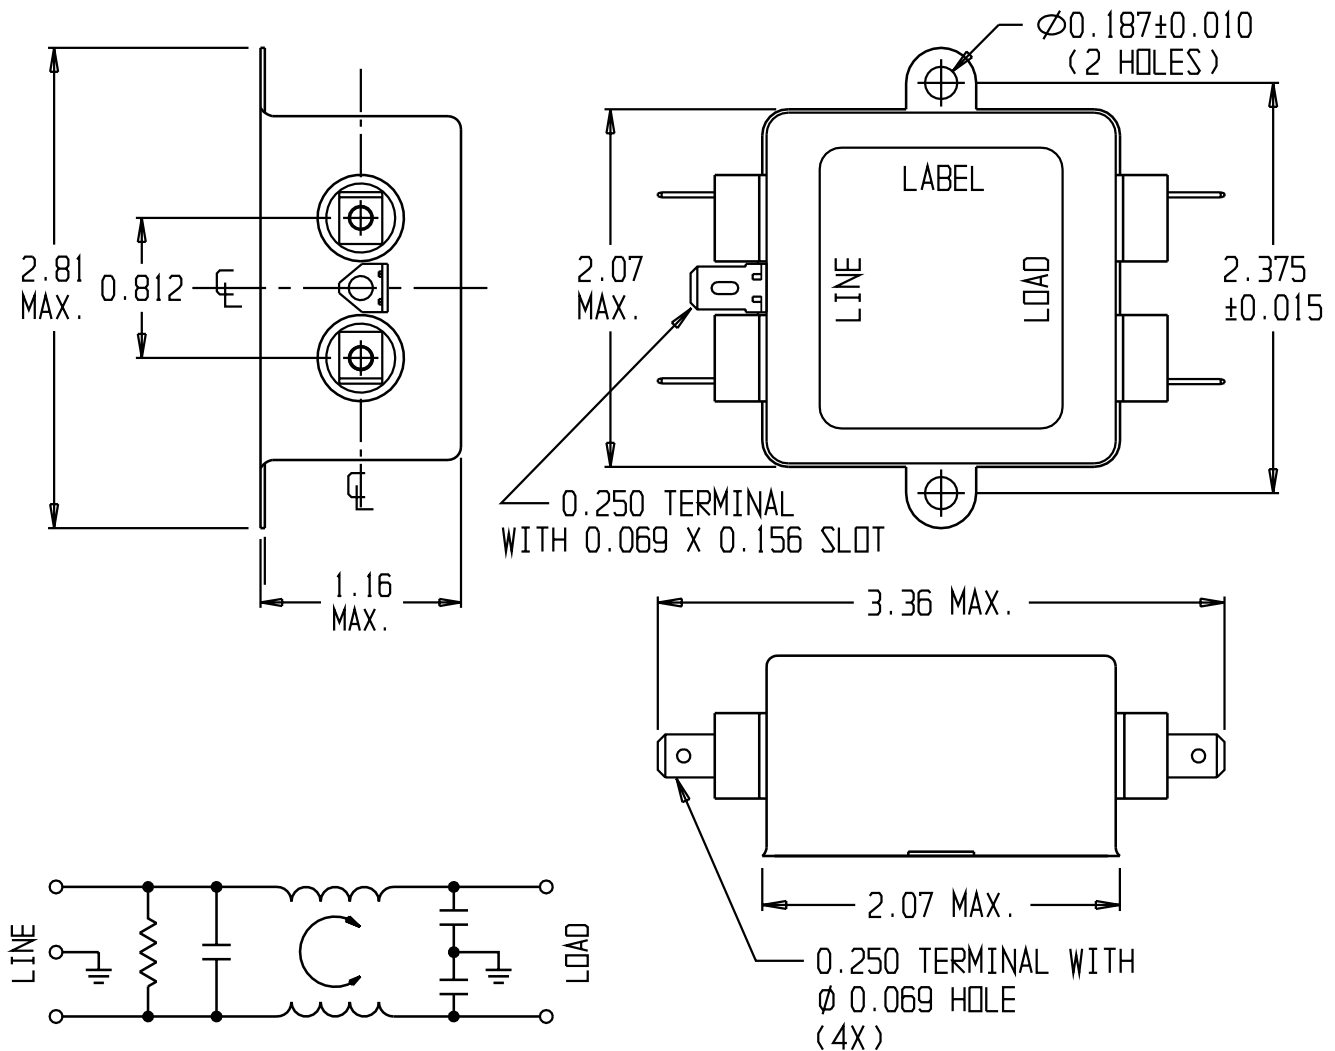 Ø0.187±0.010
(2 HOLES)
LABEL
LINE
LOAD
2.81
MAX.
0.812
2.07
MAX.
2.375
±0.015
0.250 TERMINAL
WITH 0.069 X 0.156 SLOT
1.16
MAX.
3.36 MAX.
2.07 MAX.
LINE
LOAD
0.250 TERMINAL WITH
Ø 0.069 HOLE
(4X)